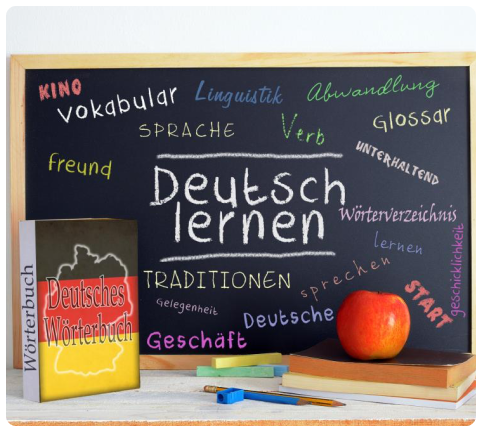 KINO
vokabular
Linguistik
Abwandlung
SPRACHE
Verb
Glossar
freund
UNTERHALTEND
Deutsch
lernen
Wörterverzeichnis
lernen
geschicklichkeit
TRADITIONEN
sprechen
START
Gelegenheit
Deutsche
Geschäft
Wörterbuch
Deutsches
Wörterbuch